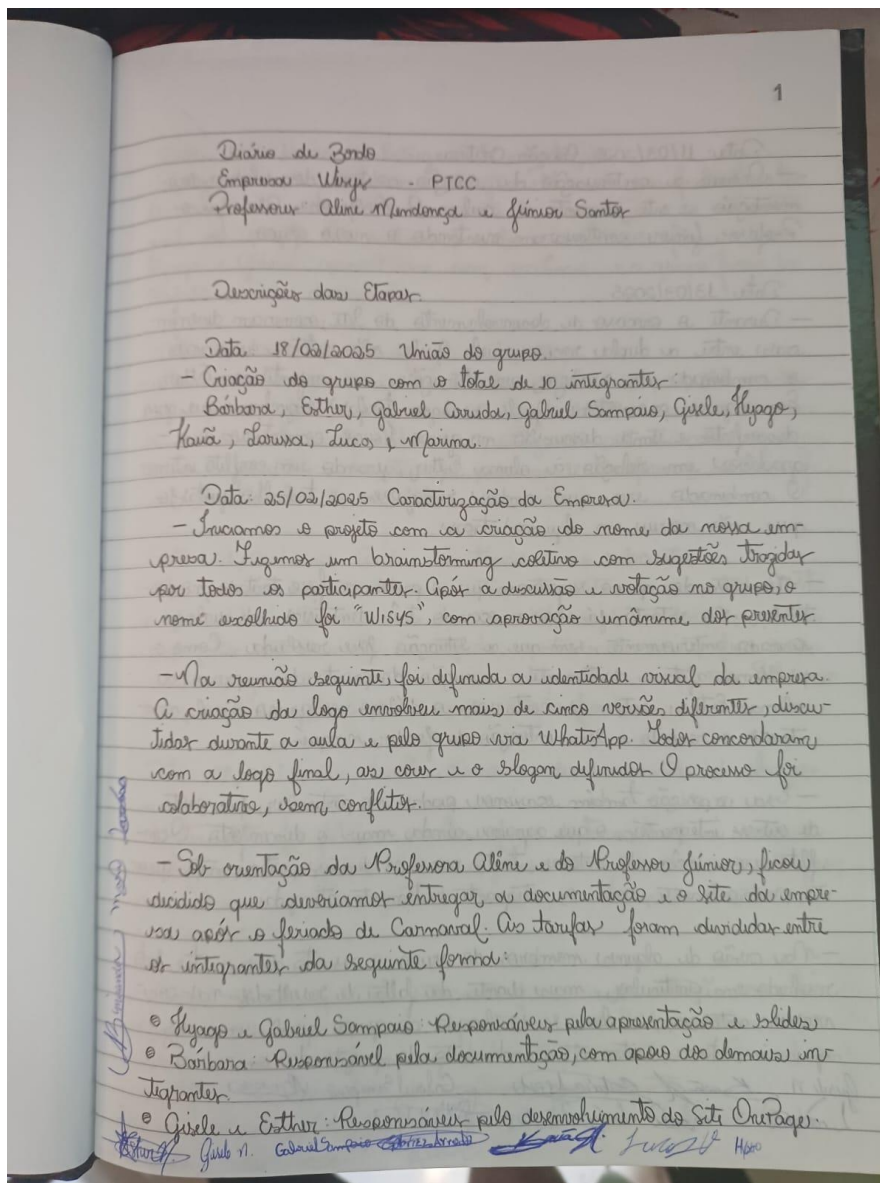 1
Diário de Bordo
Empresa Wisys - PTCC
Professores Aline Mendonça e Júnior Santos
Descrições das Etapas
Data 18/02/2025 União do grupo
- Criação do grupo com o total de 10 integrantes:
Bárbara, Esther, Gabriel Arruda, Gabriel Sampaio, Gisele, Hyago,
Kauã, Larissa, Lucas e Marina.
Data: 25/02/2025 Caracterização da Empresa.
- Iniciamos o projeto com a criação do nome da nossa em-
presa. Fizemos um brainstorming coletivo com sugestões trazidas
por todos os participantes. Após a discussão e votação no grupo, o
nome escolhido foi "WISYS", com aprovação unânime dos presentes
- Na reunião seguinte, foi definida a identidade visual da empresa.
A criação da logo envolveu mais de cinco versões diferentes, discu-
tidas durante a aula e pelo grupo via WhatsApp. Todos concordaram
com a logo final, as cores e o slogan definidos O processo foi
colaborativo, sem conflitos.
- Sob orientação da Professora Aline e do Professor Júnior, ficou
decidido que deveríamos entregar a documentação e o site da empre-
sa após o feriado de Carnaval. As tarefas foram divididas entre
os integrantes da seguinte forma:
• Hyago e Gabriel Sampaio: Responsáveis pela apresentação e slides
• Bárbara: Responsável pela documentação, com apoio dos demais in-
tegrantes
• Gisele e Esther: Responsáveis pelo desenvolvimento do Site OnePage.
Gisele n. Gabriel Sampaio